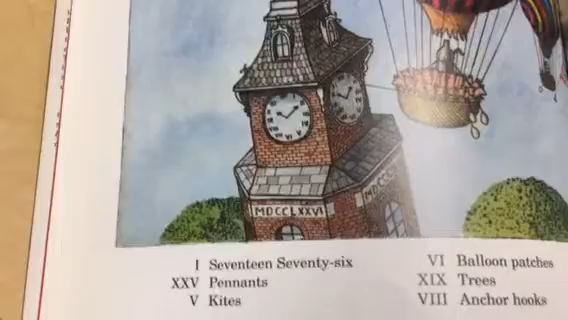 MDCCLXXVI
I Seventeen Seventy-six
XXV Pennants
V Kites
VI Balloon patches
XIX Trees
VIII Anchor hooks